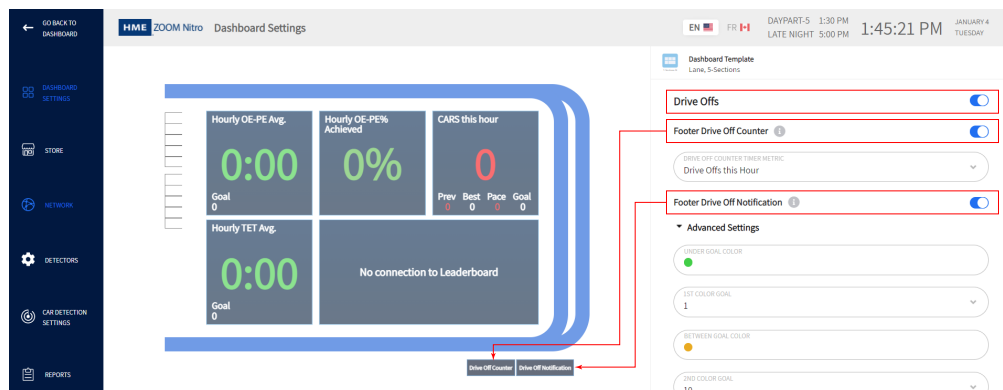 GO BACK TO
DASHBOARD
HME ZOOM Nitro Dashboard Settings
EN FR
DAYPART-5 1:30 PM
LATE NIGHT 5:00 PM
1:45:21 PM
JANUARY 4
TUESDAY
DASHBOARD
SETTINGS
STORE
NETWORK
DETECTORS
CAR DETECTION
SETTINGS
REPORTS
Hourly OE-PE Avg.
0:00
Goal
0
Hourly OE-PE%
Achieved
0%
CARS this hour
0
Prev Best Pace Goal
0 0 0 0
Hourly TET Avg.
0:00
Goal
0
No connection to Leaderboard
Drive Off Counter Drive Off Notification
Dashboard Template
Lane, 5-Sections
Drive Offs
Footer Drive Off Counter
DRIVE OFF COUNTER TIMER METRIC
Drive Offs this Hour
Footer Drive Off Notification
Advanced Settings
UNDER GOAL COLOR
1ST COLOR GOAL
1
BETWEEN GOAL COLOR
2ND COLOR GOAL
10